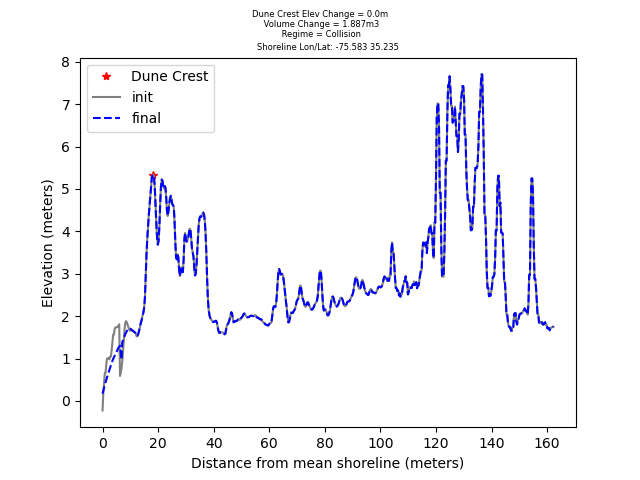 Dune Crest Elev Change = 0.0m
Volume Change = 1.887m3
Regime = Collision
Shoreline Lon/Lat: -75.583 35.235
8
7
6
5
4
3
2
1
0
Elevation (meters)
Dune Crest
init
final
0 20 40 60 80 100 120 140 160
Distance from mean shoreline (meters)